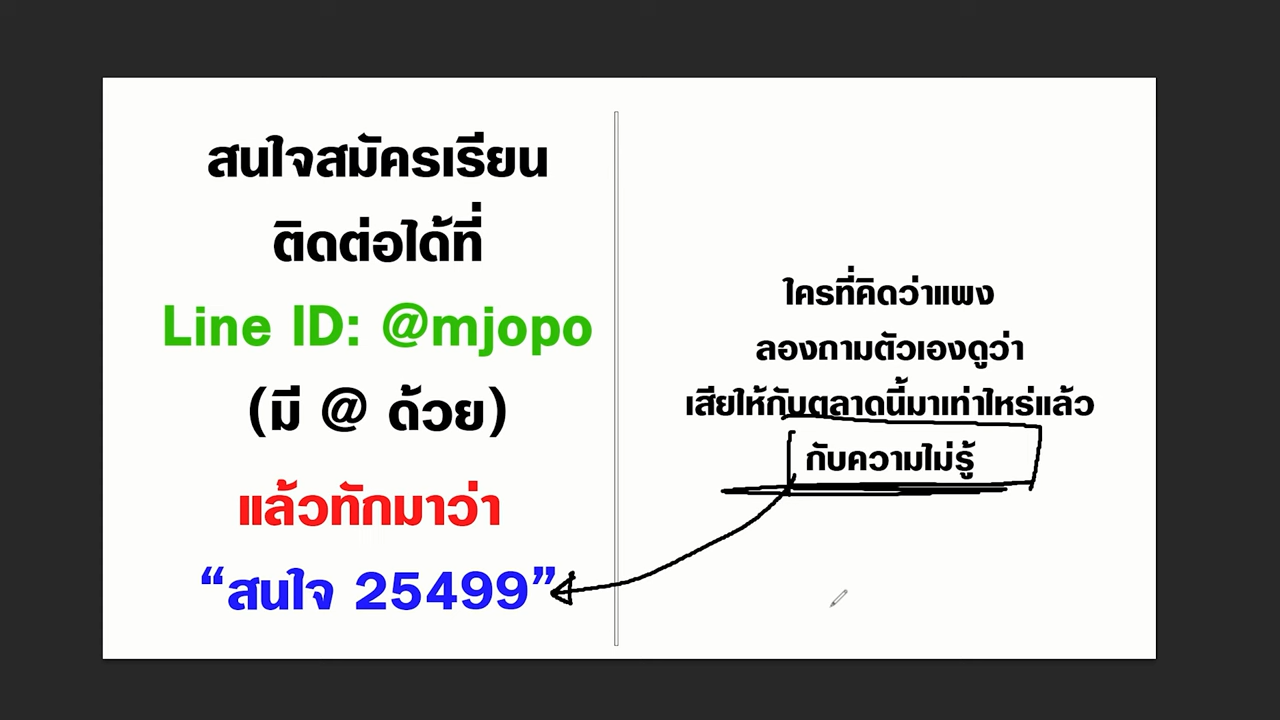 สนใจสมัครเรียน
ติดต่อได้ที่
Line ID: @mjopo
(มี @ ด้วย)
แล้วทักมาว่า
“สนใจ 25499”
ใครที่คิดว่าแพง
ลองถามตัวเองดูว่า
เสียให้กับตลาดนี้มาเท่าไหร่แล้ว
กับความไม่รู้